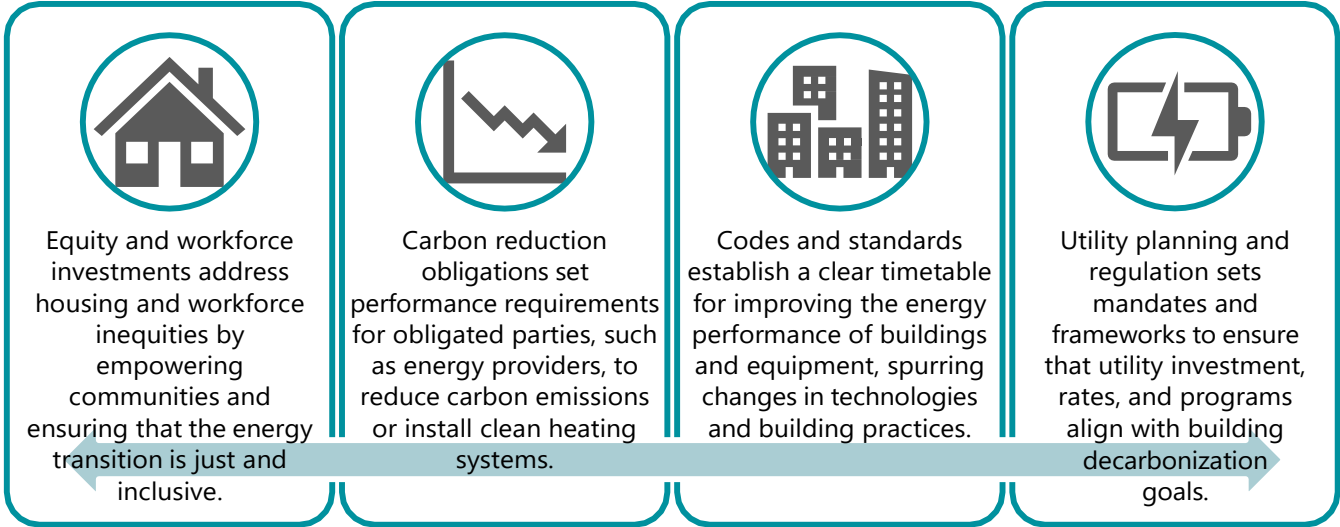 Equity and workforce
investments address
housing and workforce
inequities by
empowering
communities and
ensuring that the energy
transition is just and
inclusive.
Carbon reduction
obligations set
performance requirements
for obligated parties, such
as energy providers, to
reduce carbon emissions
or install clean heating
systems.
Codes and standards
establish a clear timetable
for improving the energy
performance of buildings
and equipment, spurring
changes in technologies
and building practices.
Utility planning and
regulation sets
mandates and
frameworks to ensure
that utility investment,
rates, and programs
align with building
decarbonization
goals.